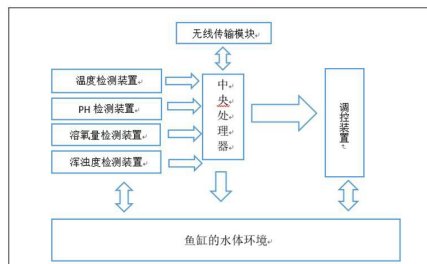 无线传输模块
温度检测装置
PH 检测装置
溶氧量检测装置
浑浊度检测装置
中央处理器
调控装置
鱼缸的水体环境